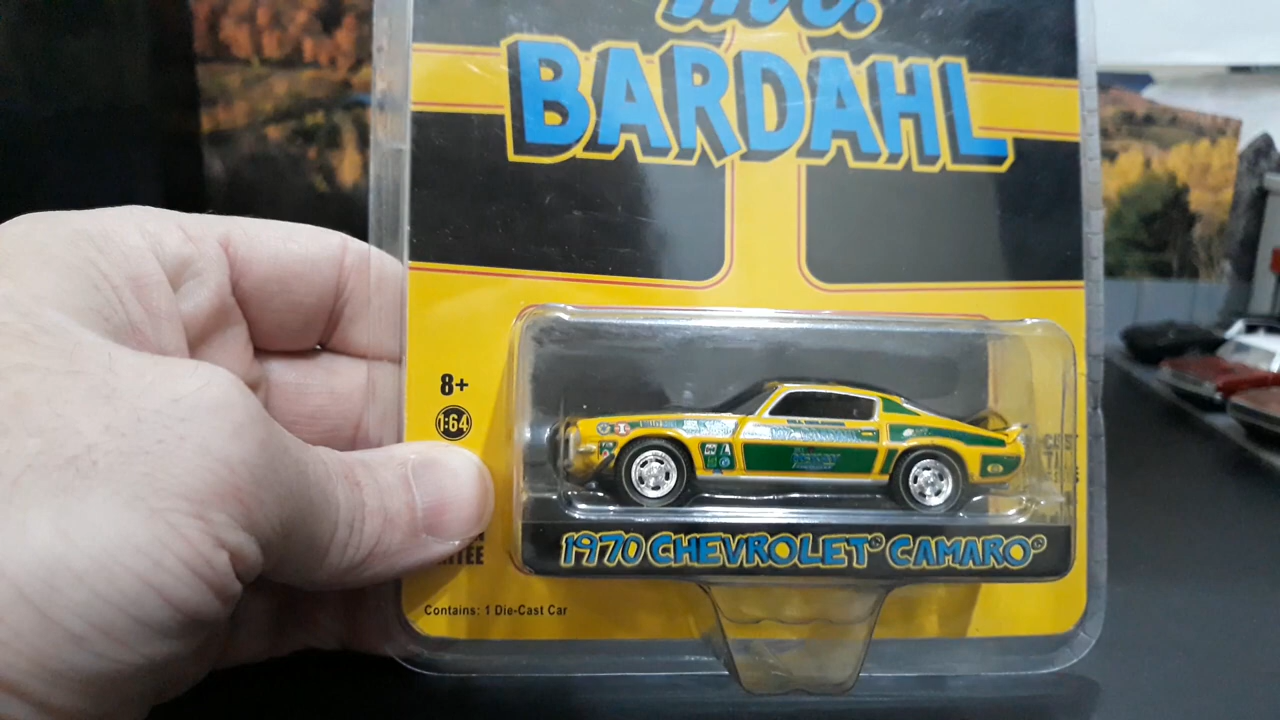 BARDAHL
8+
1:64
1970 CHEVROLET® CAMARO®
Contains: 1 Die-Cast Car